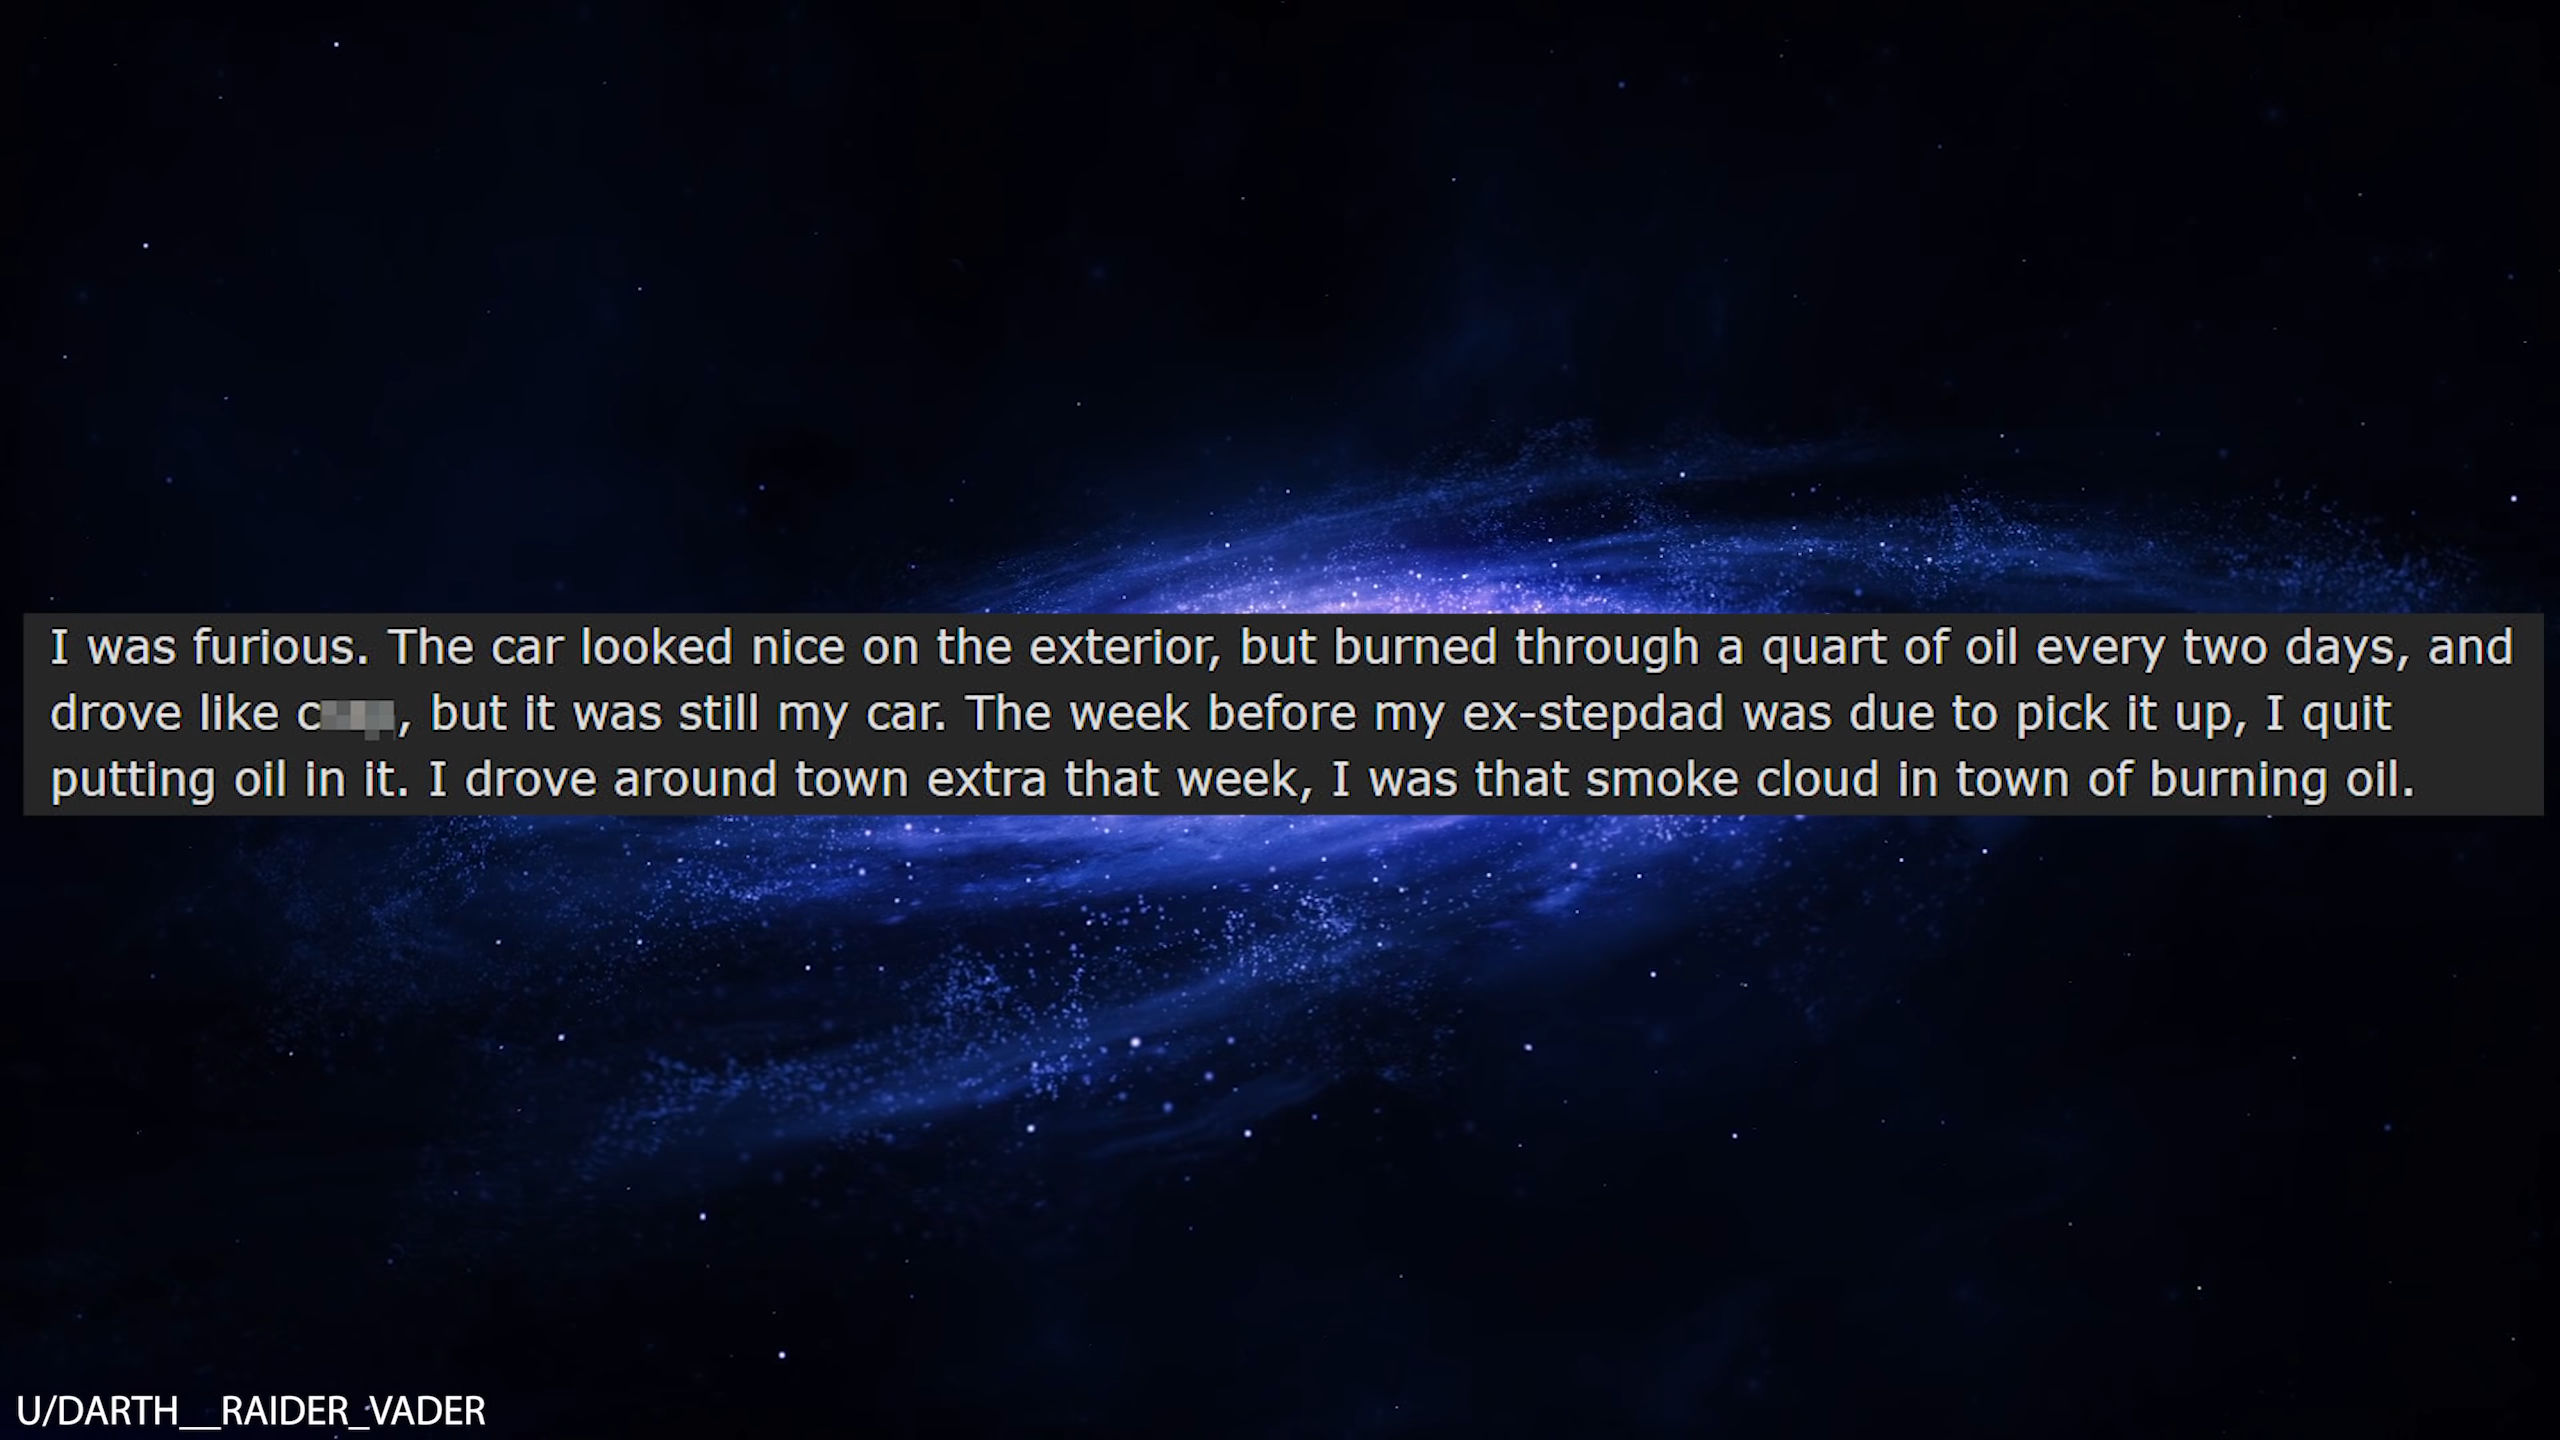 I was furious. The car looked nice on the exterior, but burned through a quart of oil every two days, and
drove like c, but it was still my car. The week before my ex-stepdad was due to pick it up, I quit
putting oil in it. I drove around town extra that week, I was that smoke cloud in town of burning oil.
U/DARTH__RAIDER_VADER